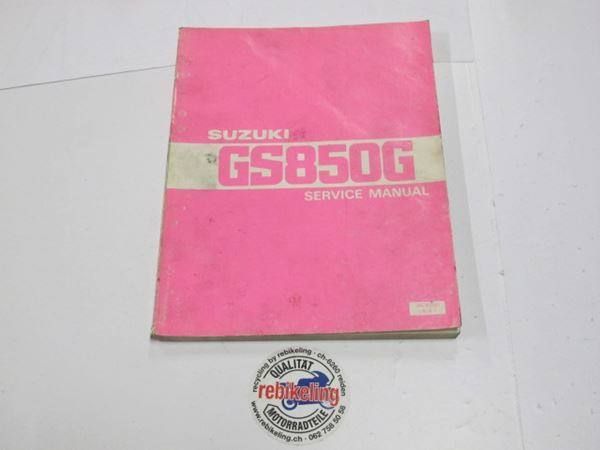 SUZUKI
GS850G
SERVICE MANUAL
recycling by rebikeling - ch-6260 reiden
QUALITÄT
rebikeling
MOTORRADTEILE
www.rebikeling.ch - 062 758 50 58